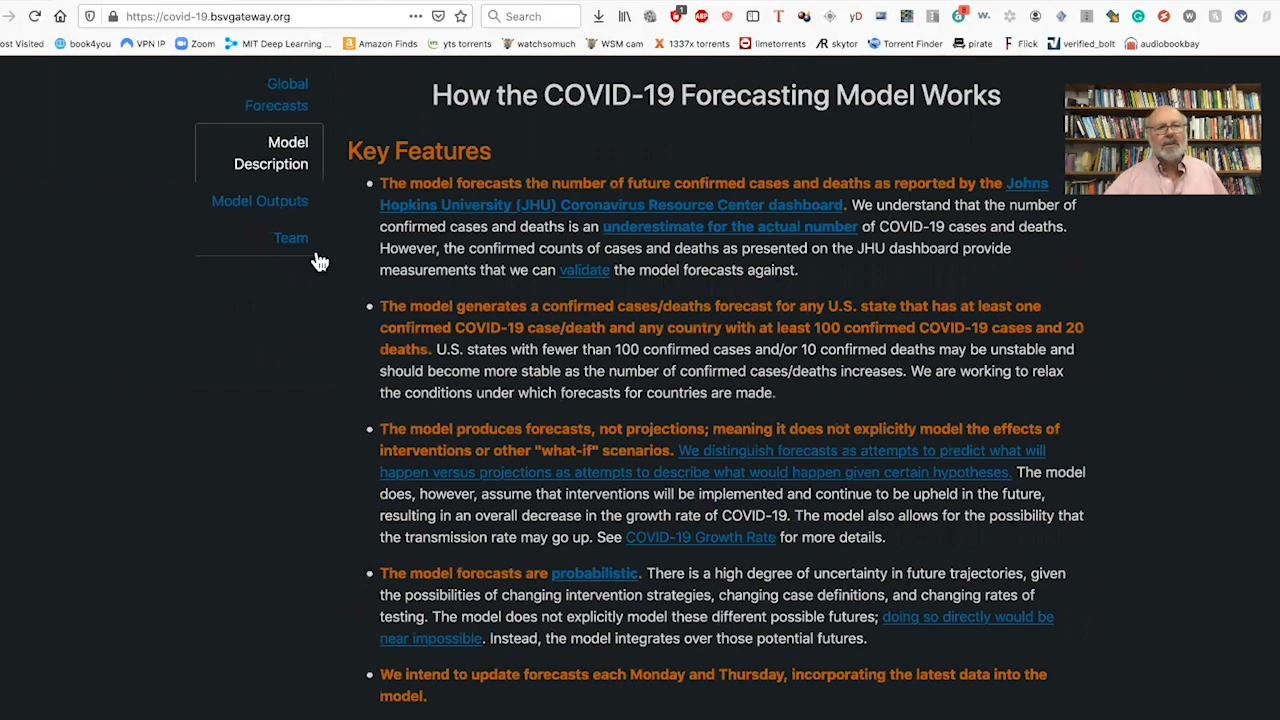 https://covid-19.bsvgateway.org
Search
ost Visited
book4you
VPN IP
Zoom
MIT Deep Learning ...
Amazon Finds
yts torrents
watchsomuch
WSM cam
1337x torrents
limetorrents
skytor
Torrent Finder
pirate
Flick
verified_bolt
audiobookbay
Global
Forecasts
Model
Description
Model Outputs
Team
How the COVID-19 Forecasting Model Works
Key Features
• The model forecasts the number of future confirmed cases and deaths as reported by the Johns
Hopkins University (JHU) Coronavirus Resource Center dashboard. We understand that the number of
confirmed cases and deaths is an underestimate for the actual number of COVID-19 cases and deaths.
However, the confirmed counts of cases and deaths as presented on the JHU dashboard provide
measurements that we can validate the model forecasts against.
• The model generates a confirmed cases/deaths forecast for any U.S. state that has at least one
confirmed COVID-19 case/death and any country with at least 100 confirmed COVID-19 cases and 20
deaths. U.S. states with fewer than 100 confirmed cases and/or 10 confirmed deaths may be unstable and
should become more stable as the number of confirmed cases/deaths increases. We are working to relax
the conditions under which forecasts for countries are made.
• The model produces forecasts, not projections; meaning it does not explicitly model the effects of
interventions or other "what-if" scenarios. We distinguish forecasts as attempts to predict what will
happen versus projections as attempts to describe what would happen given certain hypotheses. The model
does, however, assume that interventions will be implemented and continue to be upheld in the future,
resulting in an overall decrease in the growth rate of COVID-19. The model also allows for the possibility that
the transmission rate may go up. See COVID-19 Growth Rate for more details.
• The model forecasts are probabilistic. There is a high degree of uncertainty in future trajectories, given
the possibilities of changing intervention strategies, changing case definitions, and changing rates of
testing. The model does not explicitly model these different possible futures; doing so directly would be
near impossible. Instead, the model integrates over those potential futures.
• We intend to update forecasts each Monday and Thursday, incorporating the latest data into the
model.